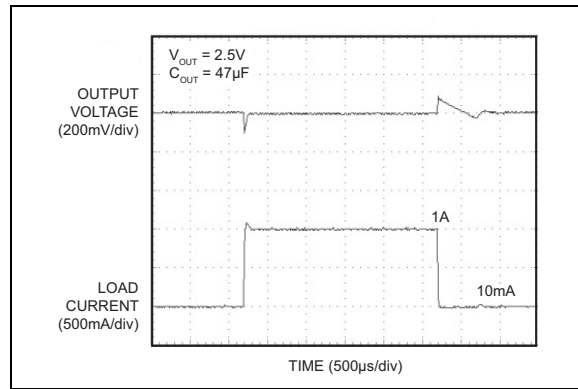 V_OUT = 2.5V
C_OUT = 47µF
OUTPUT
VOLTAGE
(200mV/div)
1A
LOAD
CURRENT
(500mA/div)
10mA
TIME (500µs/div)